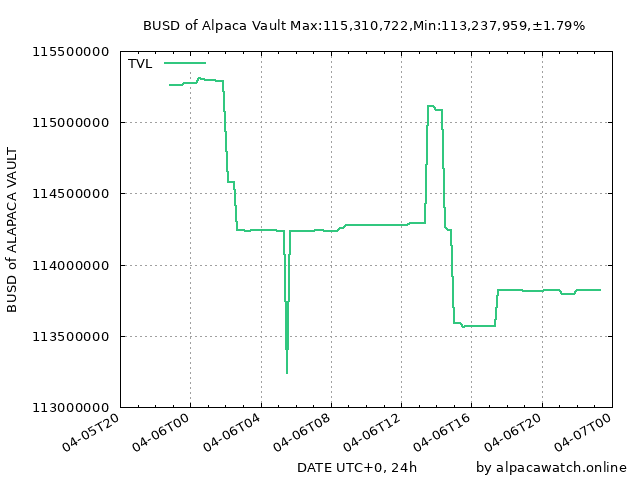 BUSD of Alpaca Vault Max:115,310,722,Min:113,237,959,±1.79%
TVL
115500000
115000000
114500000
114000000
113500000
113000000
BUSD of ALAPACA VAULT
04-05T20
04-06T00
04-06T04
04-06T08
04-06T12
04-06T16
04-06T20
04-07T00
DATE UTC+0, 24h
by alpacawatch.online